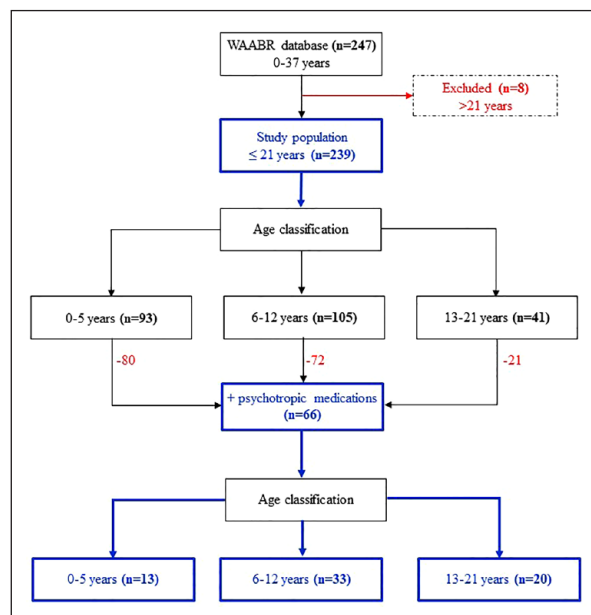 WAABR database (n=247)
0-37 years
Excluded (n=8)
>21 years
Study population
≤ 21 years (n=239)
Age classification
0-5 years (n=93)
6-12 years (n=105)
13-21 years (n=41)
-80
-72
-21
+ psychotropic medications
(n=66)
Age classification
0-5 years (n=13)
6-12 years (n=33)
13-21 years (n=20)